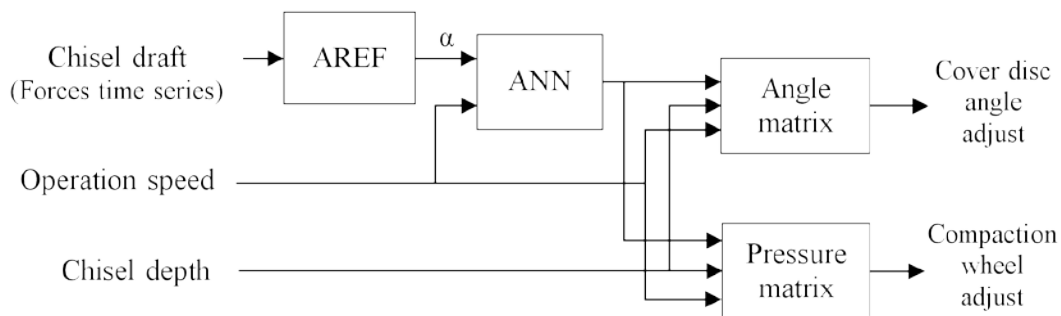 Chisel draft
(Forces time series)
AREF
α
ANN
Angle
matrix
Cover disc
angle
adjust
Operation speed
Chisel depth
Pressure
matrix
Compaction
wheel
adjust